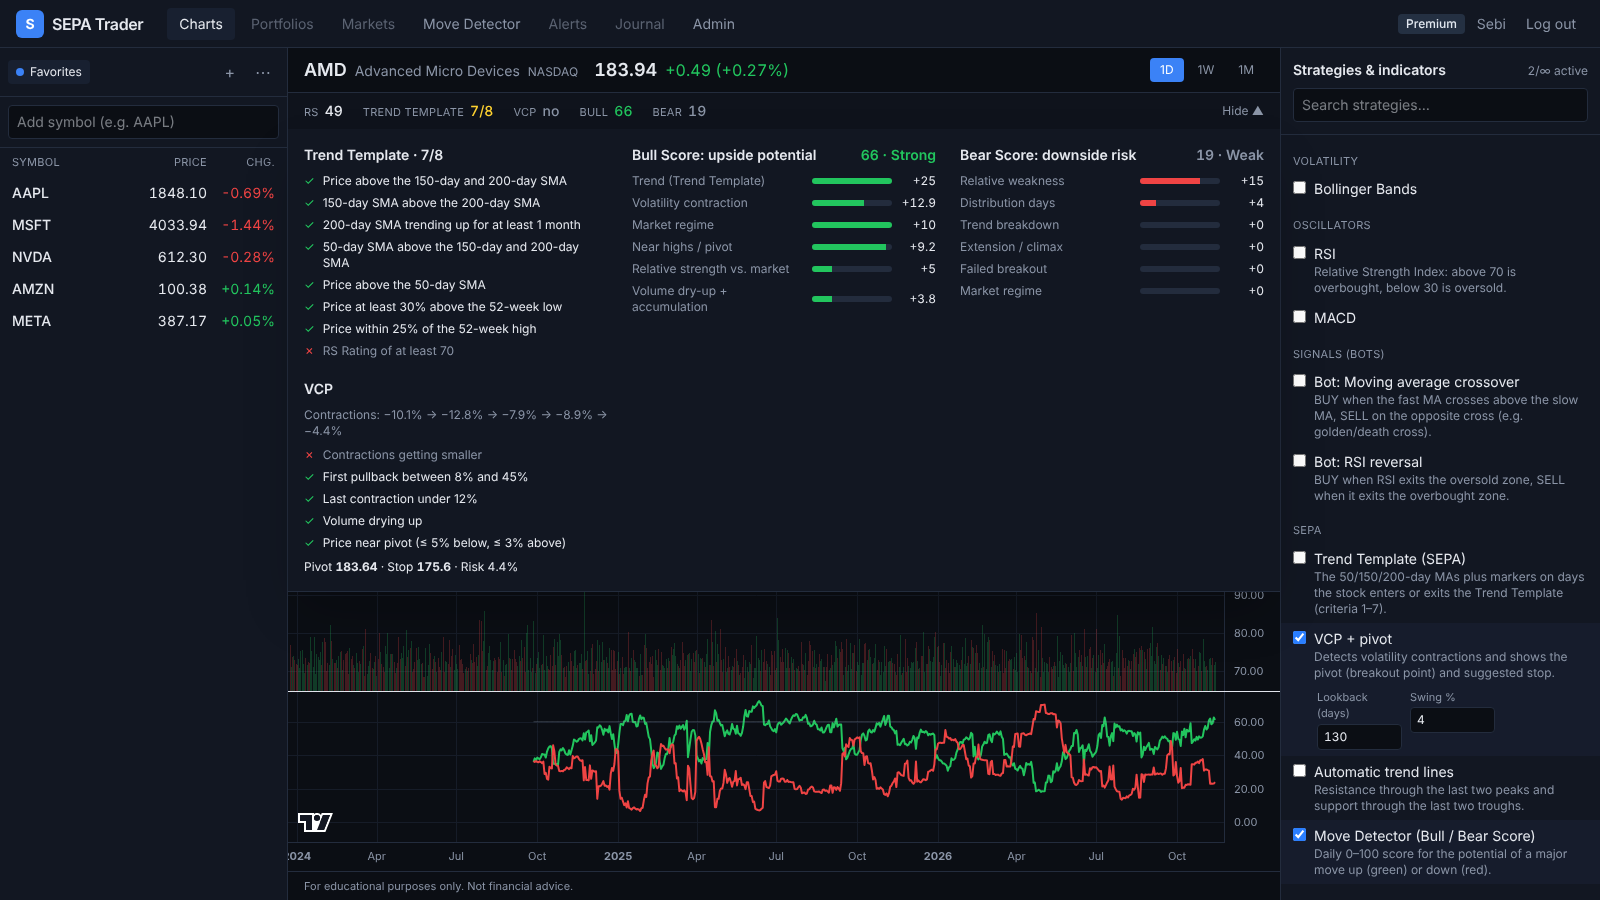 S SEPA Trader Charts Portfolios Markets Move Detector Alerts Journal Admin Premium Sebi Log out
Favorites + ...
Add symbol (e.g. AAPL)
SYMBOL PRICE CHG.
AAPL 1848.10 -0.69%
MSFT 4033.94 -1.44%
NVDA 612.30 -0.28%
AMZN 100.38 +0.14%
META 387.17 +0.05%
AMD Advanced Micro Devices NASDAQ 183.94 +0.49 (+0.27%) 1D 1W 1M
RS 49 TREND TEMPLATE 7/8 VCP no BULL 66 BEAR 19 Hide ▲
Trend Template · 7/8
✓ Price above the 150-day and 200-day SMA
✓ 150-day SMA above the 200-day SMA
✓ 200-day SMA trending up for at least 1 month
✓ 50-day SMA above the 150-day and 200-day
SMA
✓ Price above the 50-day SMA
✓ Price at least 30% above the 52-week low
✓ Price within 25% of the 52-week high
× RS Rating of at least 70
Bull Score: upside potential 66 · Strong
Trend (Trend Template) +25
Volatility contraction +12.9
Market regime +10
Near highs / pivot +9.2
Relative strength vs. market +5
Volume dry-up +
accumulation +3.8
Bear Score: downside risk 19 · Weak
Relative weakness +15
Distribution days +4
Trend breakdown +0
Extension / climax +0
Failed breakout +0
Market regime +0
VCP
Contractions: −10.1% → −12.8% → −7.9% → −8.9% →
−4.4%
× Contractions getting smaller
✓ First pullback between 8% and 45%
✓ Last contraction under 12%
✓ Volume drying up
✓ Price near pivot (≤ 5% below, ≤ 3% above)
Pivot 183.64 · Stop 175.6 · Risk 4.4%
90.00
80.00
70.00
60.00
40.00
20.00
0.00
2024 Apr Jul Oct 2025 Apr Jul Oct 2026 Apr Jul Oct
For educational purposes only. Not financial advice.
Strategies & indicators 2/∞ active
Search strategies...
VOLATILITY
Bollinger Bands
OSCILLATORS
RSI
Relative Strength Index: above 70 is
overbought, below 30 is oversold.
MACD
SIGNALS (BOTS)
Bot: Moving average crossover
BUY when the fast MA crosses above the slow
MA, SELL on the opposite cross (e.g.
golden/death cross).
Bot: RSI reversal
BUY when RSI exits the oversold zone, SELL
when it exits the overbought zone.
SEPA
Trend Template (SEPA)
The 50/150/200-day MAs plus markers on days
the stock enters or exits the Trend Template
(criteria 1–7).
VCP + pivot
Detects volatility contractions and shows the
pivot (breakout point) and suggested stop.
Lookback
(days) Swing %
130 4
Automatic trend lines
Resistance through the last two peaks and
support through the last two troughs.
Move Detector (Bull / Bear Score)
Daily 0–100 score for the potential of a major
move up (green) or down (red).